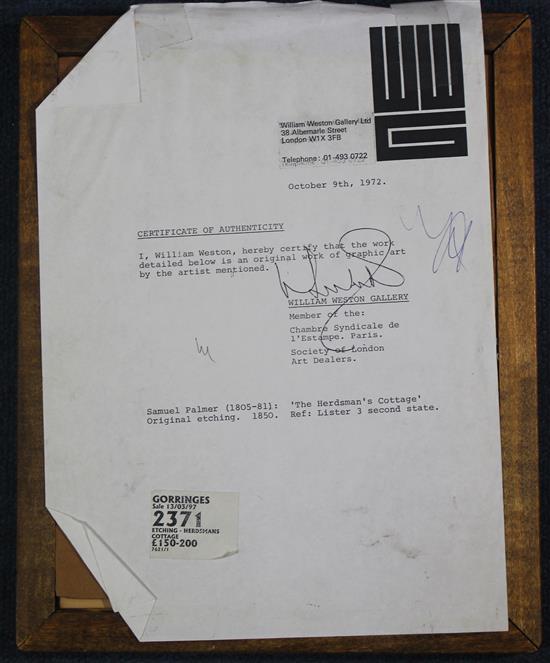 William Weston Gallery Ltd
38 Albemarle Street
London W1X 3FB
Telephone: 01-493 0722
October 9th, 1972.
CERTIFICATE OF AUTHENTICITY
I, William Weston, hereby certify that the work
detailed below is an original work of graphic art
by the artist mentioned.
WILLIAM WESTON GALLERY
Member of the:
Chambre Syndicale de
l'Estampe. Paris.
Society of London
Art Dealers.
Samuel Palmer (1805-81): 'The Herdsman's Cottage'
Original etching. 1850. Ref: Lister 3 second state.
GORRINGES
Sale 13/03/97
2371
ETCHING - HERDSMANS
COTTAGE
£150-200
7621/1